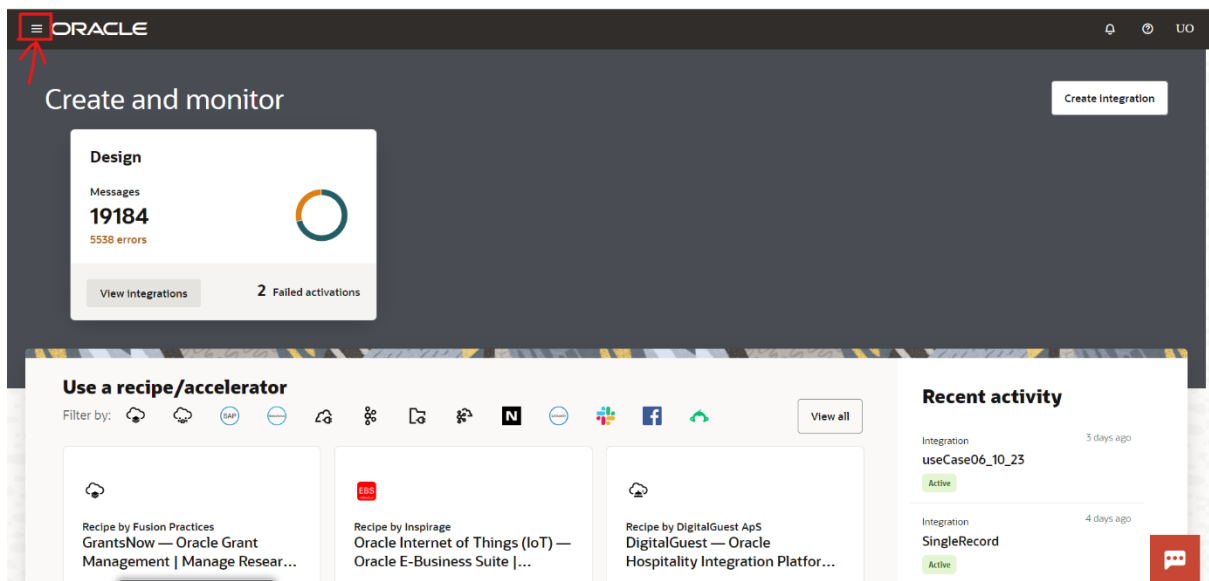 ORACLE
UO
Create and monitor
Create Integration
Design
Messages
19184
5538 errors
View integrations
2 Failed activations
Use a recipe/accelerator
Filter by:
SAP
N
View all
Recent activity
Integration
3 days ago
useCase06_10_23
Active
Integration
4 days ago
SingleRecord
Active
Recipe by Fusion Practices
GrantsNow — Oracle Grant
Management | Manage Resear...
EBS
Recipe by Inspirage
Oracle Internet of Things (IoT) —
Oracle E-Business Suite |...
Recipe by DigitalGuest ApS
DigitalGuest — Oracle
Hospitality Integration Platfor...